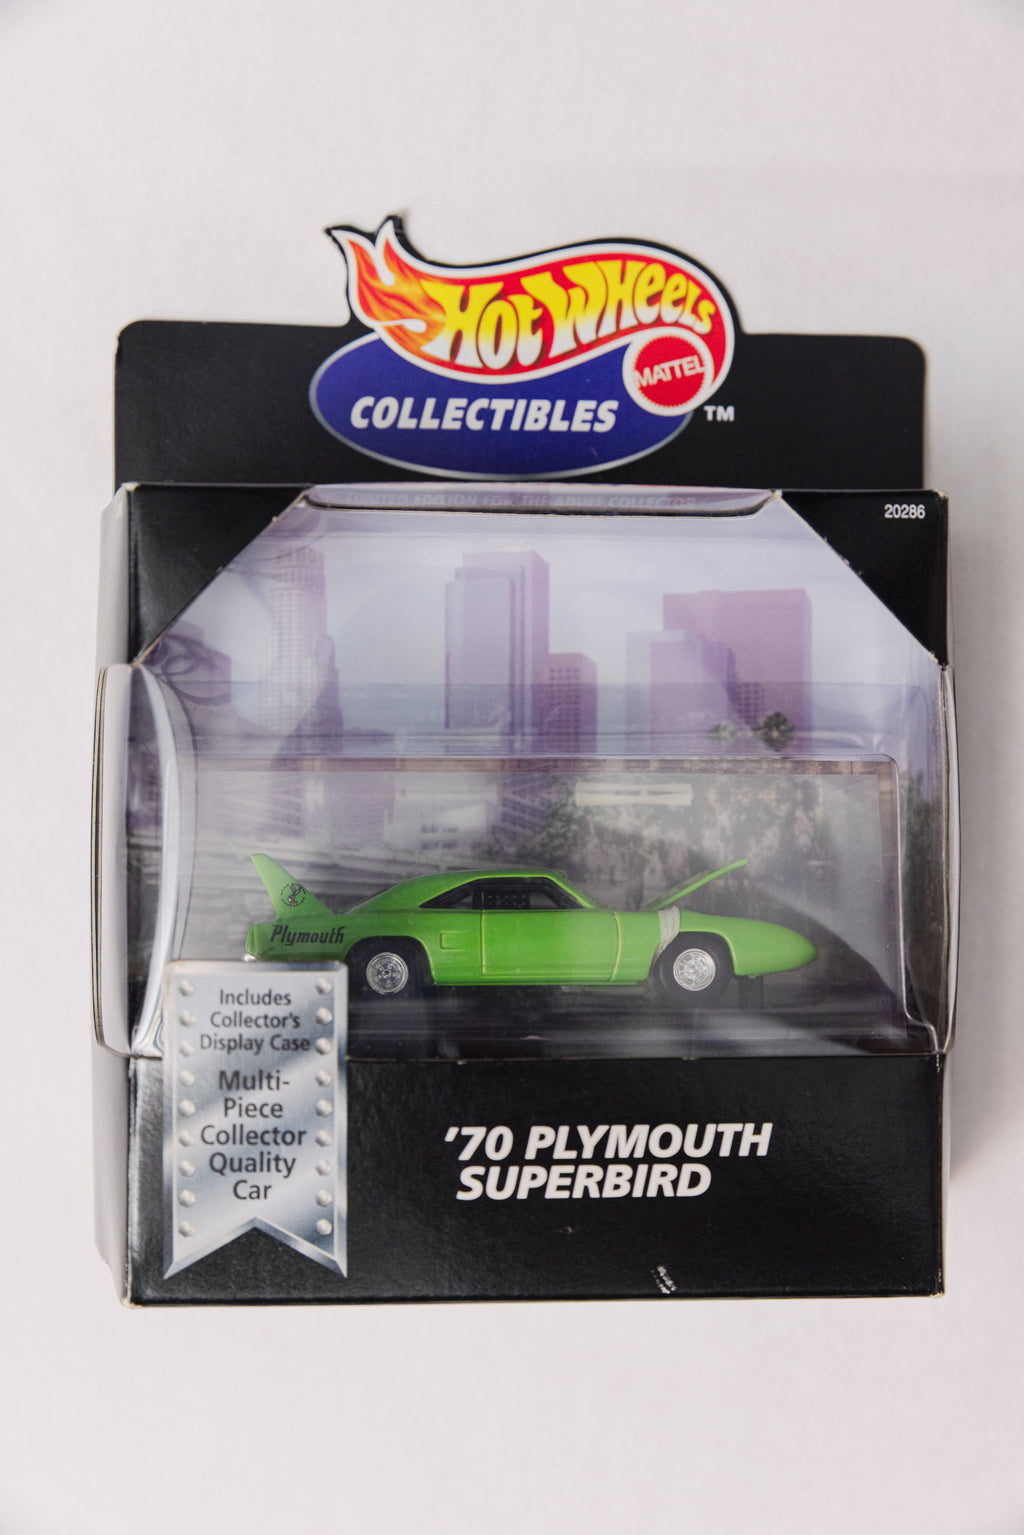 Hot Wheels
MATTEL
COLLECTIBLES
TM
LIMITED EDITION FOR THE ADULT COLLECTOR
20286
Plymouth
Includes
Collector's
Display Case
Multi-
Piece
Collector
Quality
Car
'70 PLYMOUTH
SUPERBIRD